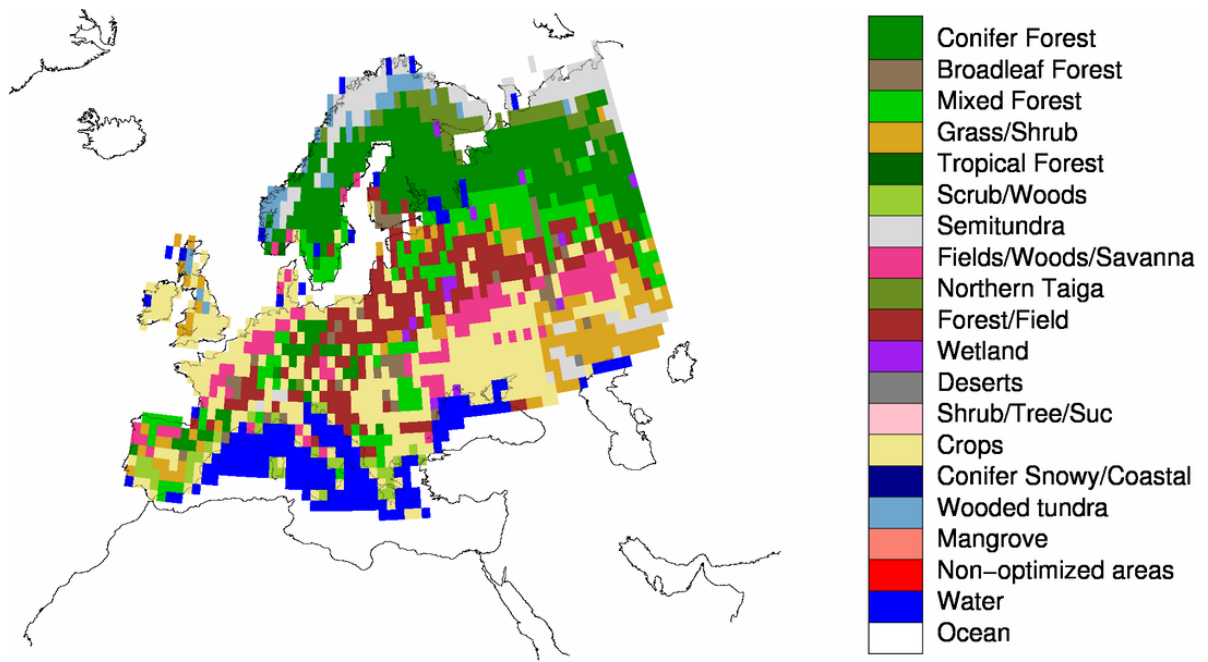 Conifer Forest
Broadleaf Forest
Mixed Forest
Grass/Shrub
Tropical Forest
Scrub/Woods
Semitundra
Fields/Woods/Savanna
Northern Taiga
Forest/Field
Wetland
Deserts
Shrub/Tree/Suc
Crops
Conifer Snowy/Coastal
Wooded tundra
Mangrove
Non−optimized areas
Water
Ocean